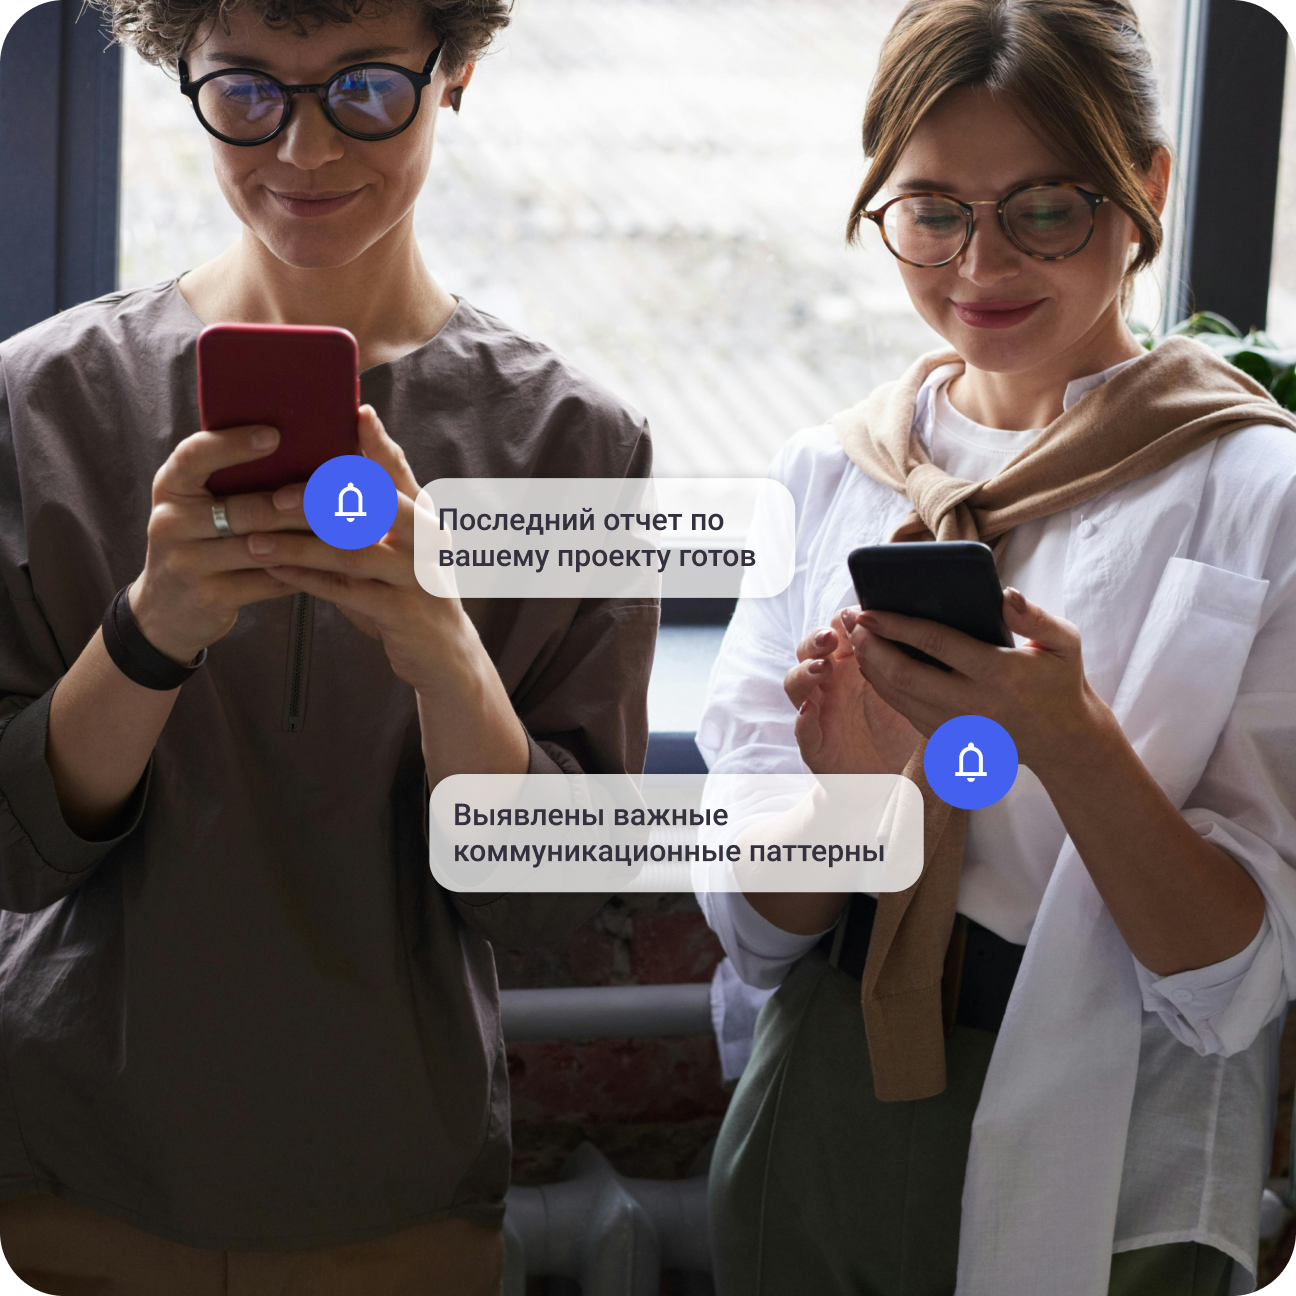 Последний отчет по
вашему проекту готов
Выявлены важные
коммуникационные паттерны